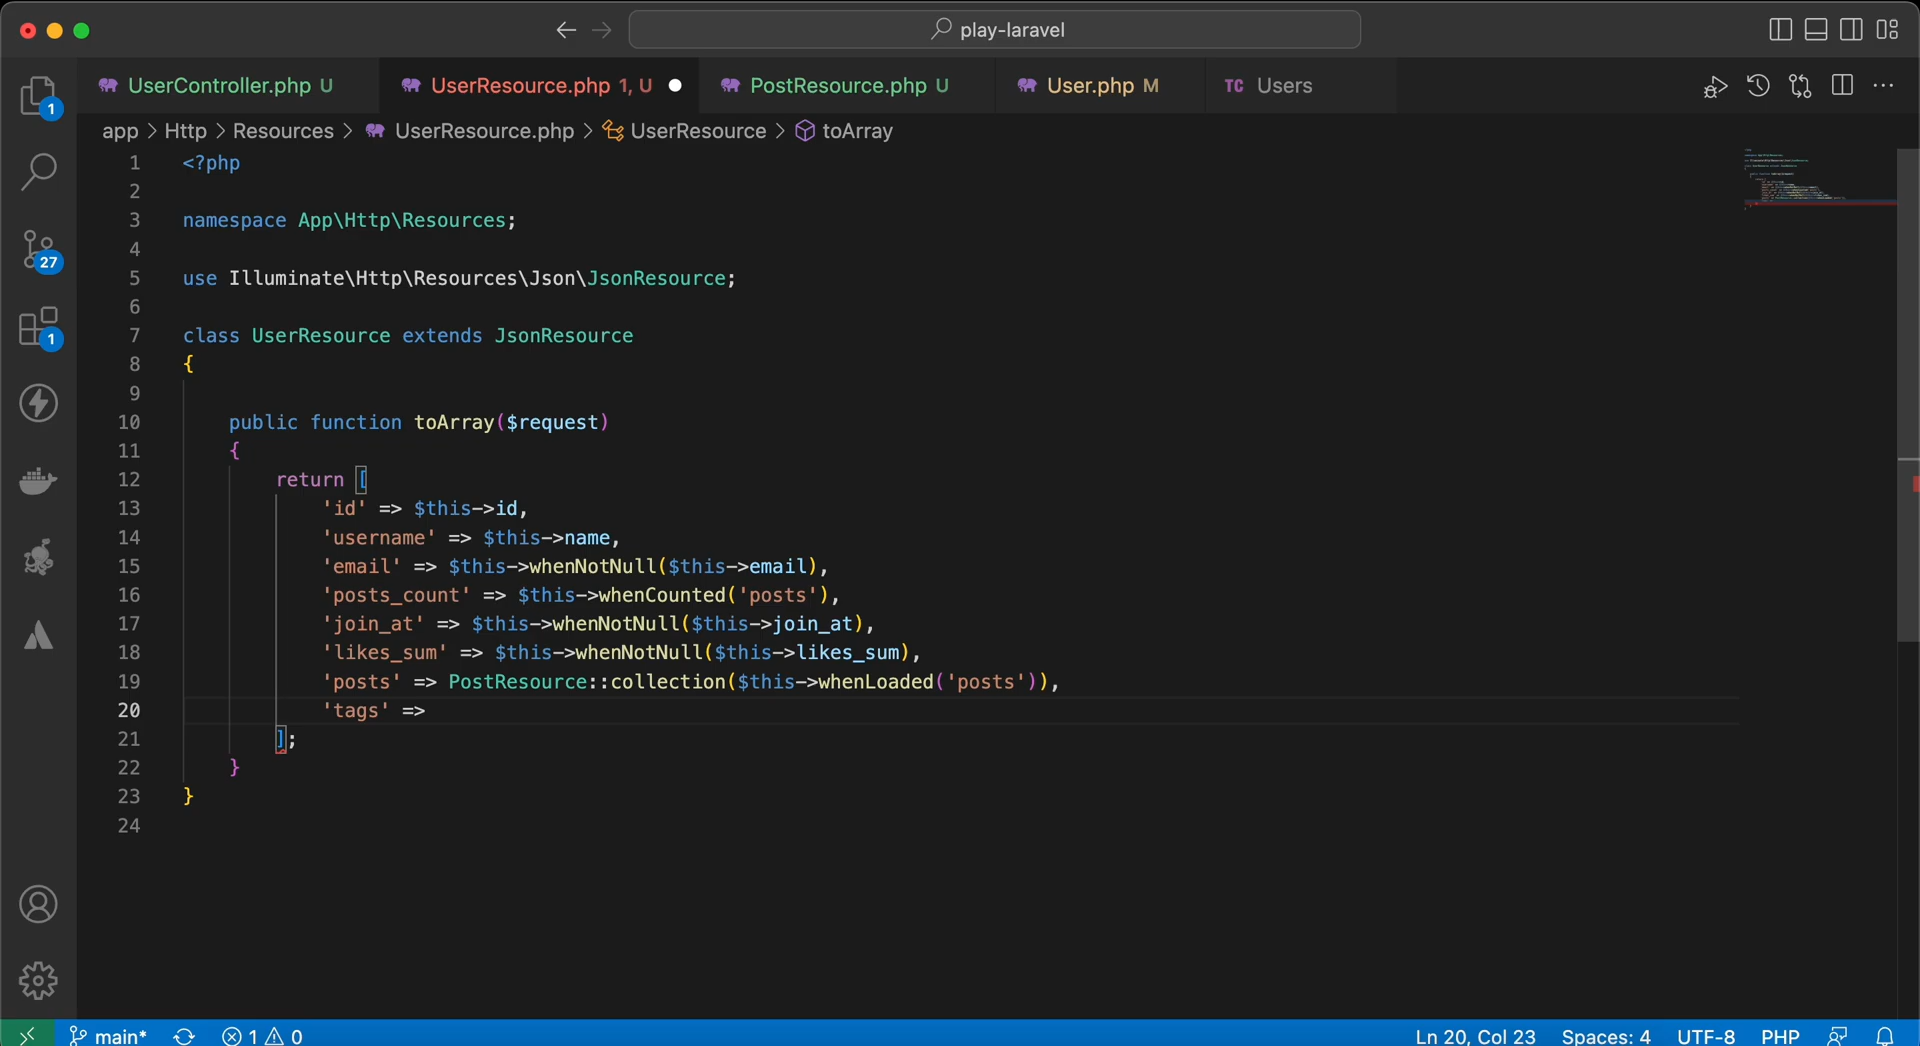 play-laravel
UserController.php U
UserResource.php 1, U
PostResource.php U
User.php M
TC Users
app > Http > Resources > UserResource.php > UserResource > toArray
1 <?php
2
3 namespace App\Http\Resources;
4
5 use Illuminate\Http\Resources\Json\JsonResource;
6
7 class UserResource extends JsonResource
8 {
9
10 public function toArray($request)
11 {
12 return [
13 'id' => $this->id,
14 'username' => $this->name,
15 'email' => $this->whenNotNull($this->email),
16 'posts_count' => $this->whenCounted('posts'),
17 'join_at' => $this->whenNotNull($this->join_at),
18 'likes_sum' => $this->whenNotNull($this->likes_sum),
19 'posts' => PostResource::collection($this->whenLoaded('posts')),
20 'tags' =>
21 ];
22 }
23 }
24
1
27
1
main* 1 0 Ln 20, Col 23 Spaces: 4 UTF-8 PHP